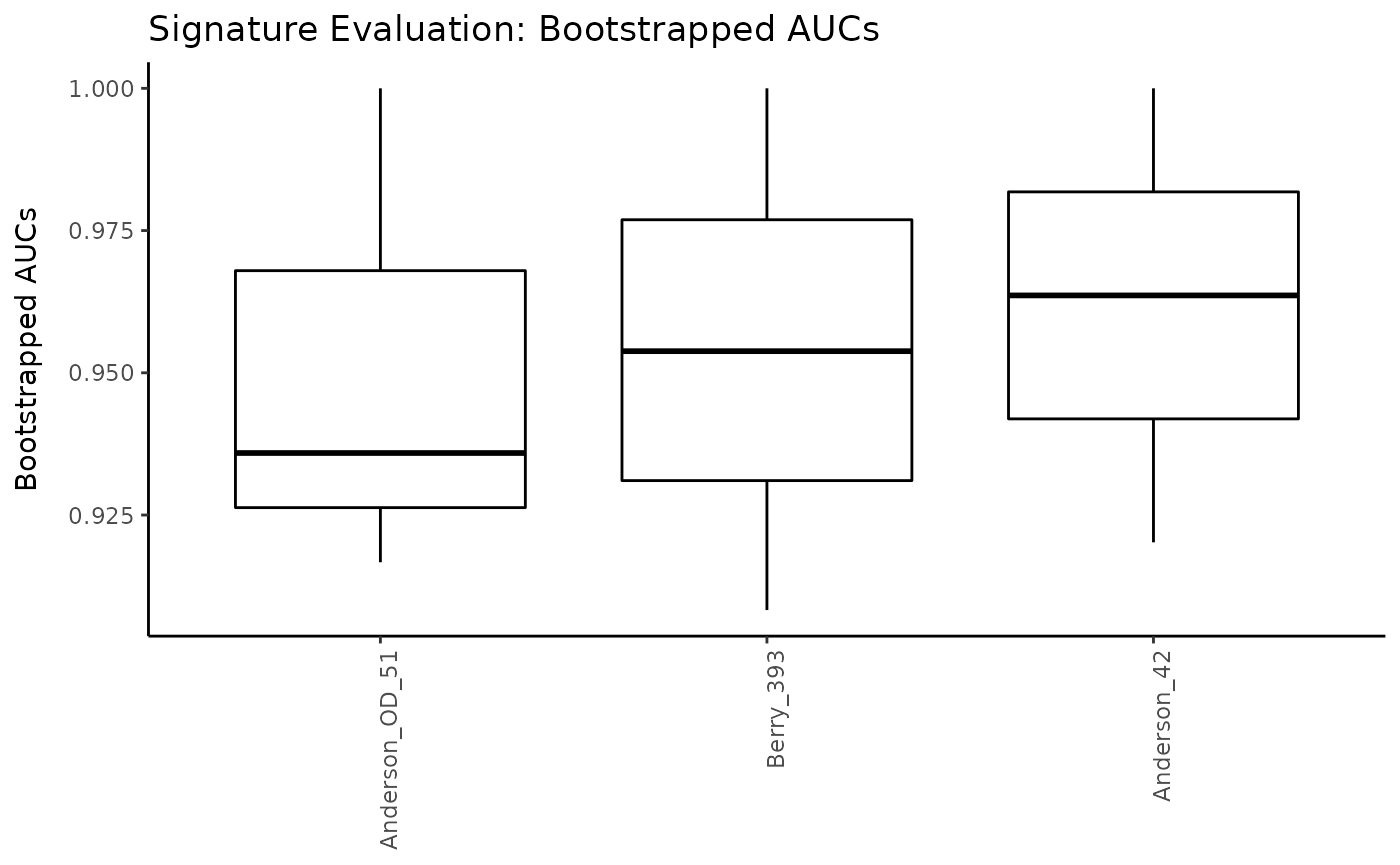 Signature Evaluation: Bootstrapped AUCs
Bootstrapped AUCs
1.000
0.975
0.950
0.925
Anderson_OD_51
Berry_393
Anderson_42